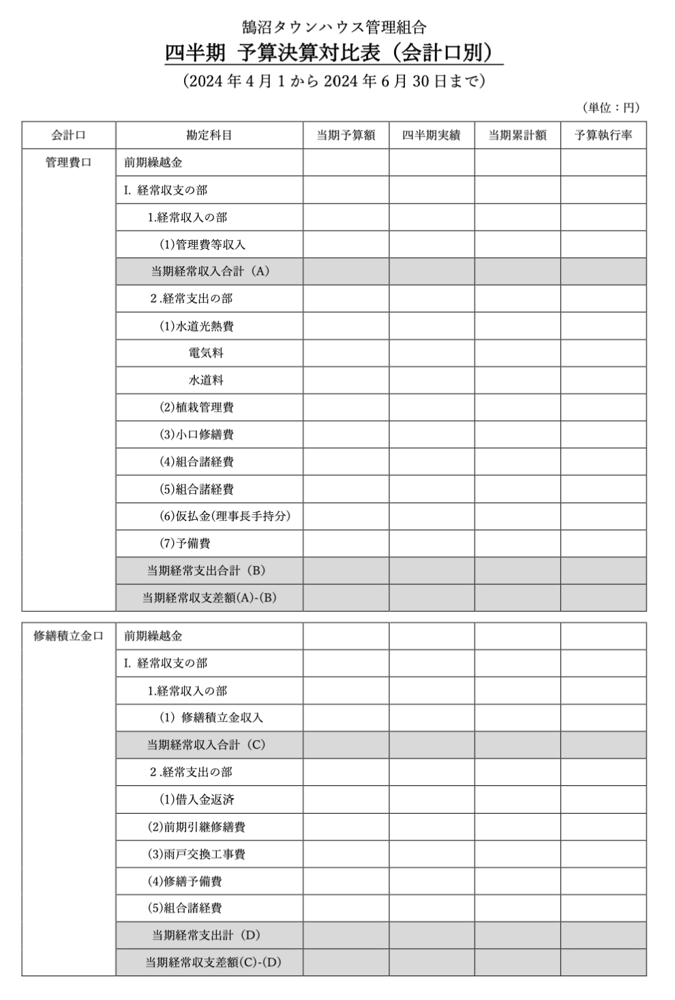 鵠沼タウンハウス管理組合
四半期 予算決算対比表（会計口別）
（2024 年 4 月 1 から 2024 年 6 月 30 日まで）
（単位：円）
会計口 勘定科目 当期予算額 四半期実績 当期累計額 予算執行率
管理費口 前期繰越金
I. 経常収支の部
1.経常収入の部
(1)管理費等収入
当期経常収入合計（A）
２.経常支出の部
(1)水道光熱費
電気料
水道料
(2)植栽管理費
(3)小口修繕費
(4)組合諸経費
(5)組合諸経費
(6)仮払金(理事長手持分）
(7)予備費
当期経常支出合計（B）
当期経常収支差額(A)-(B)
修繕積立金口 前期繰越金
I. 経常収支の部
1.経常収入の部
（1）修繕積立金収入
当期経常収入合計（C）
２.経常支出の部
(1)借入金返済
(2)前期引継修繕費
(3)雨戸交換工事費
(4)修繕予備費
(5)組合諸経費
当期経常支出計（D）
当期経常収支差額(C)-(D)